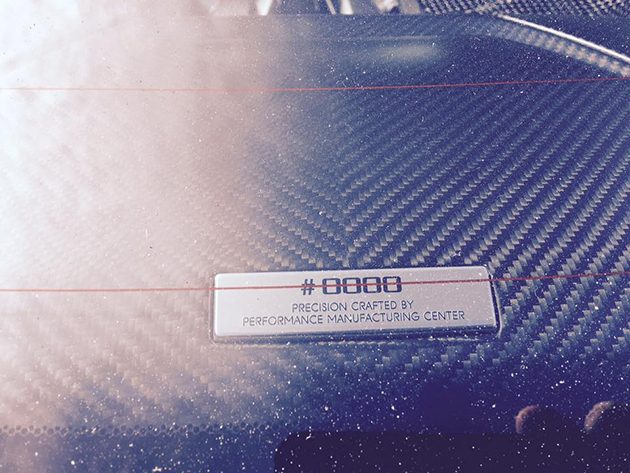 # 0000
PRECISION CRAFTED BY
PERFORMANCE MANUFACTURING CENTER